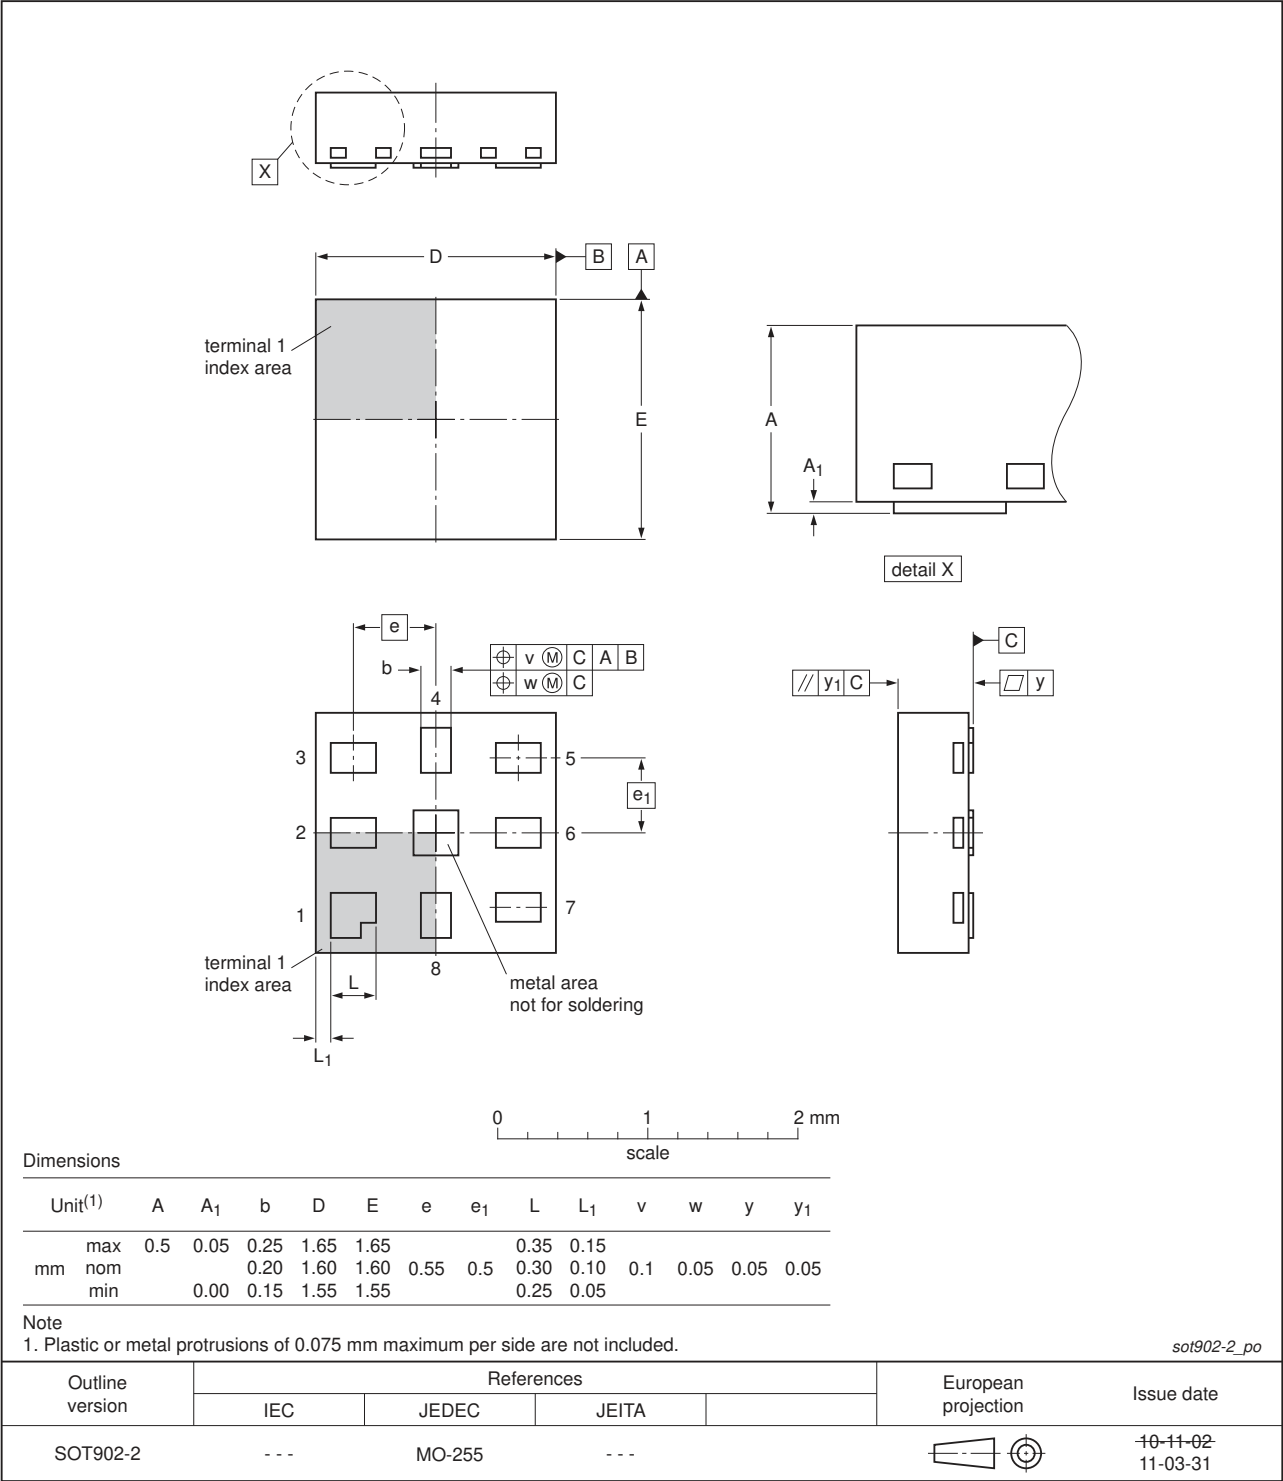 X
D
B
A
terminal 1
index area
E
A
A1
detail X
e
b
v M C A B
w M C
4
3
5
e1
2
6
1
7
terminal 1
index area
8
L
metal area
not for soldering
L1
C
// y1 C
y
0 1 2 mm
scale
Dimensions
Unit(1) A A1 b D E e e1 L L1 v w y y1
max 0.5 0.05 0.25 1.65 1.65 0.35 0.15
mm nom 0.20 1.60 1.60 0.55 0.5 0.30 0.10 0.1 0.05 0.05 0.05
min 0.00 0.15 1.55 1.55 0.25 0.05
Note
1. Plastic or metal protrusions of 0.075 mm maximum per side are not included.
sot902-2_po
Outline
version
References
IEC JEDEC JEITA
European
projection
Issue date
SOT902-2 - - - MO-255 - - -
10-11-02
11-03-31